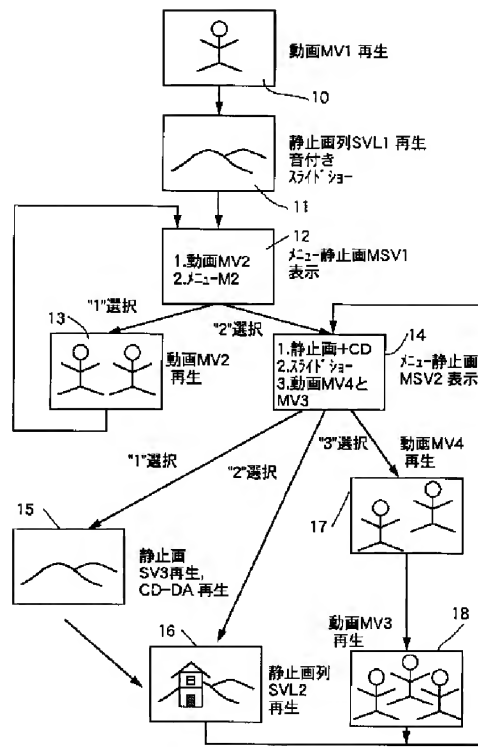 動画MV1 再生
10
静止画列SVL1 再生
音付き
スライドショー
11
12
1.動画MV2
2.メニューM2
メニュー静止画MSV1
表示
"1"選択
"2"選択
13
動画MV2
再生
14
1.静止画+CD
2.スライドショー
3.動画MV4と
MV3
メニュー静止画
MSV2 表示
"1"選択
"2"選択
"3"選択
動画MV4
再生
15
静止画
SV3再生,
CD-DA 再生
17
16
静止画列
SVL2
再生
動画MV3
再生
18